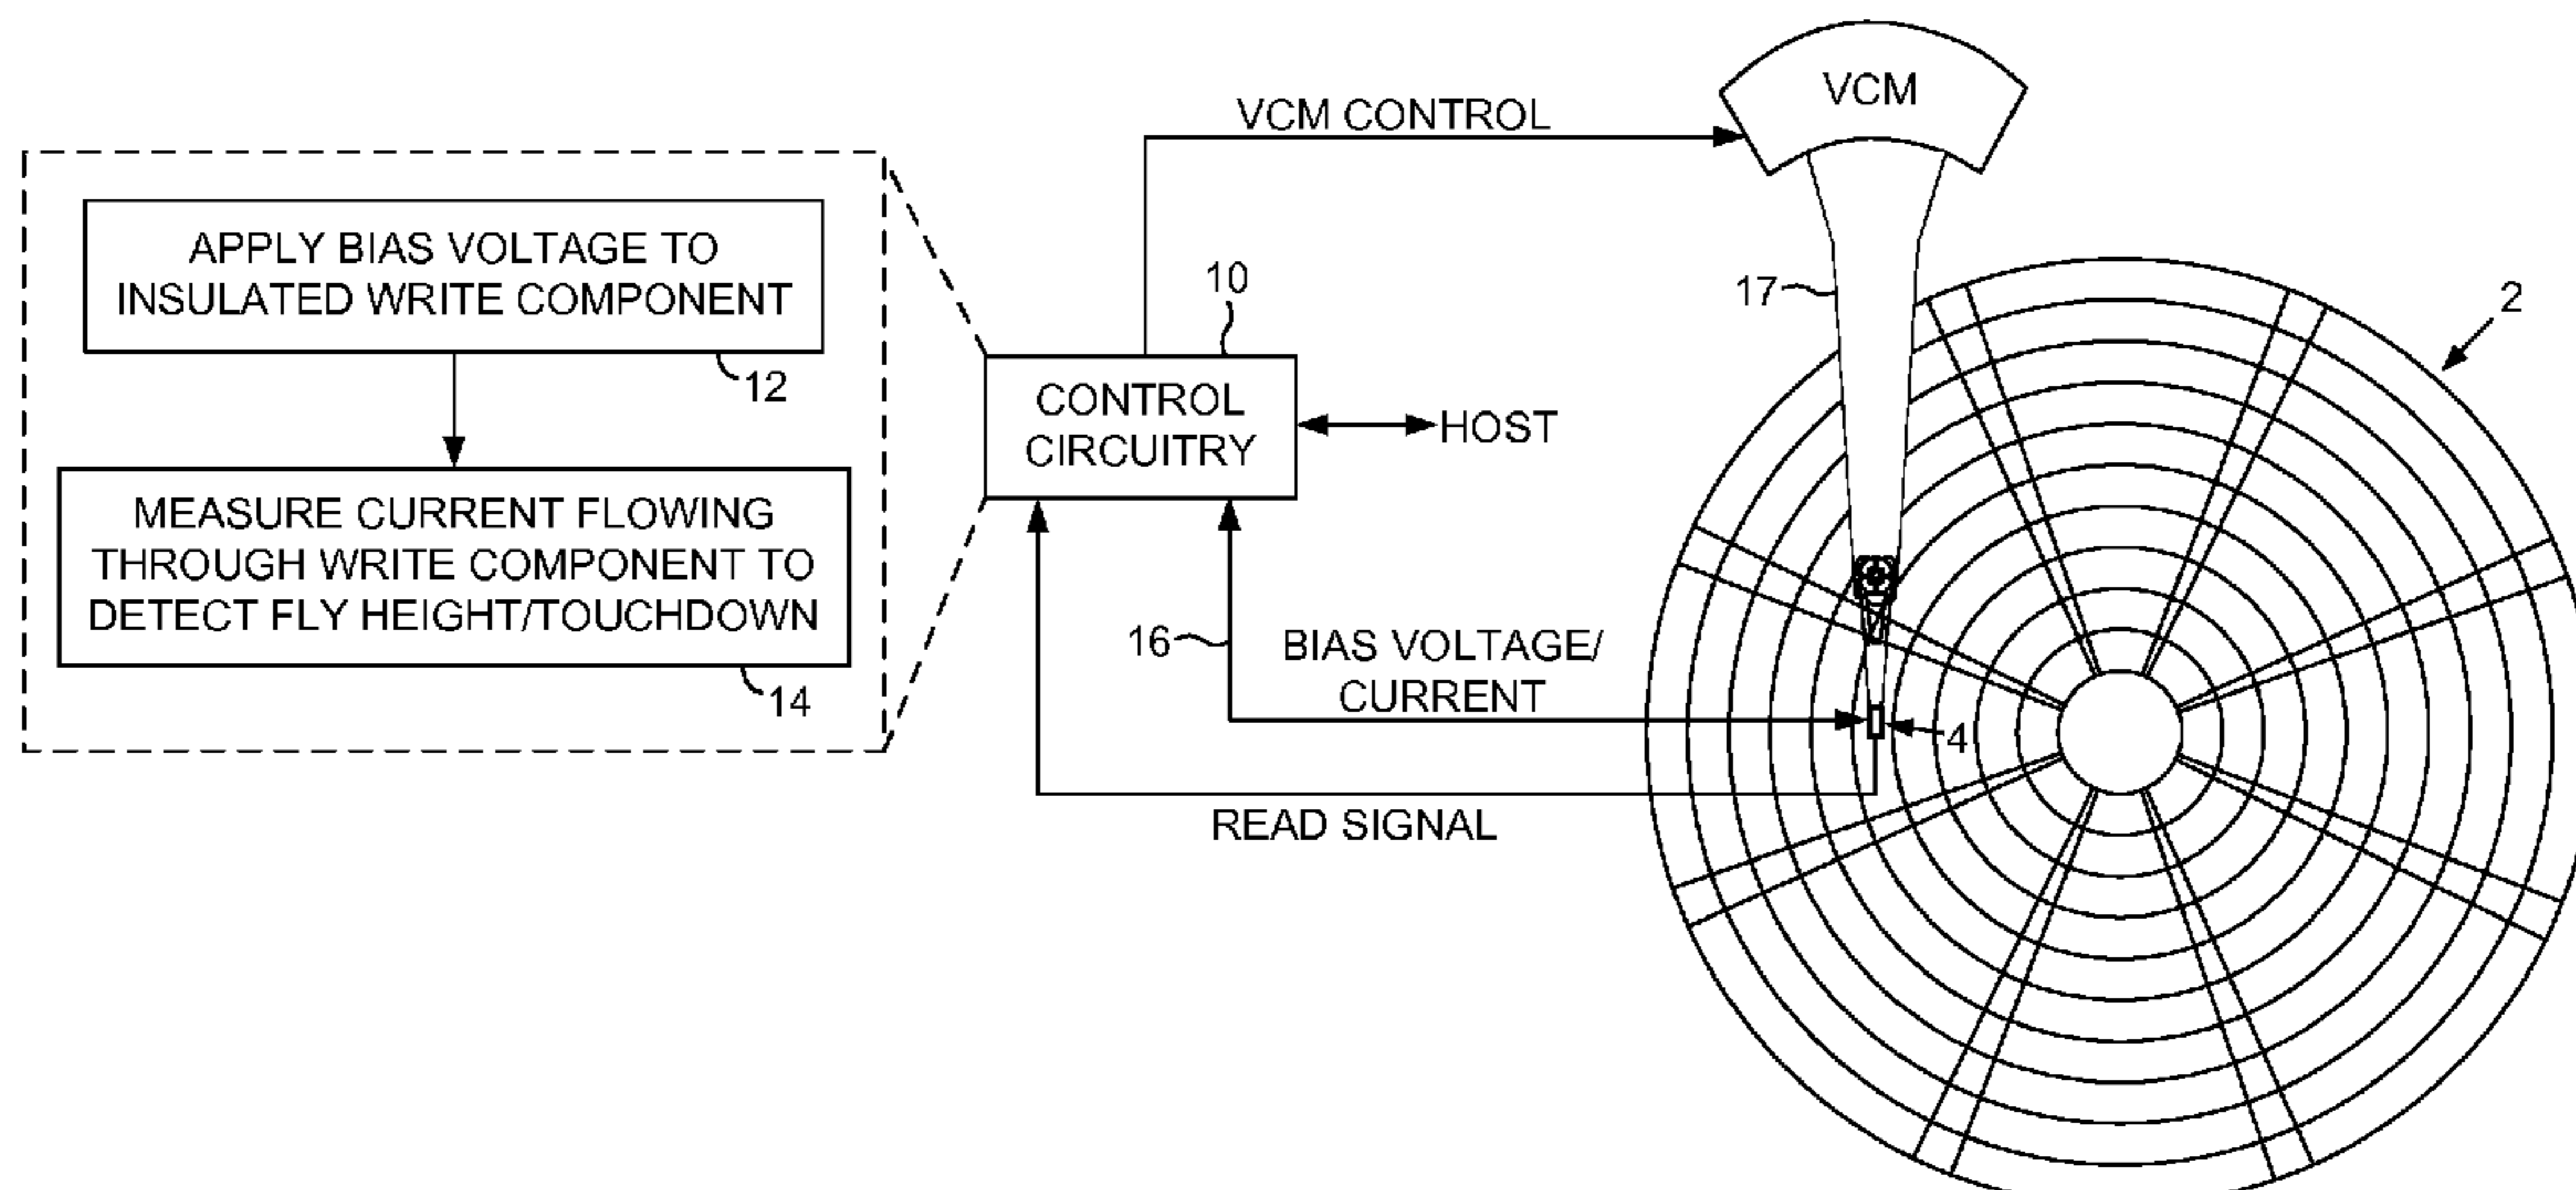 VCM
VCM CONTROL
APPLY BIAS VOLTAGE TO
INSULATED WRITE COMPONENT
12
MEASURE CURRENT FLOWING
THROUGH WRITE COMPONENT TO
DETECT FLY HEIGHT/TOUCHDOWN
14
10
CONTROL
CIRCUITRY
HOST
17
2
16
BIAS VOLTAGE/
CURRENT
4
READ SIGNAL